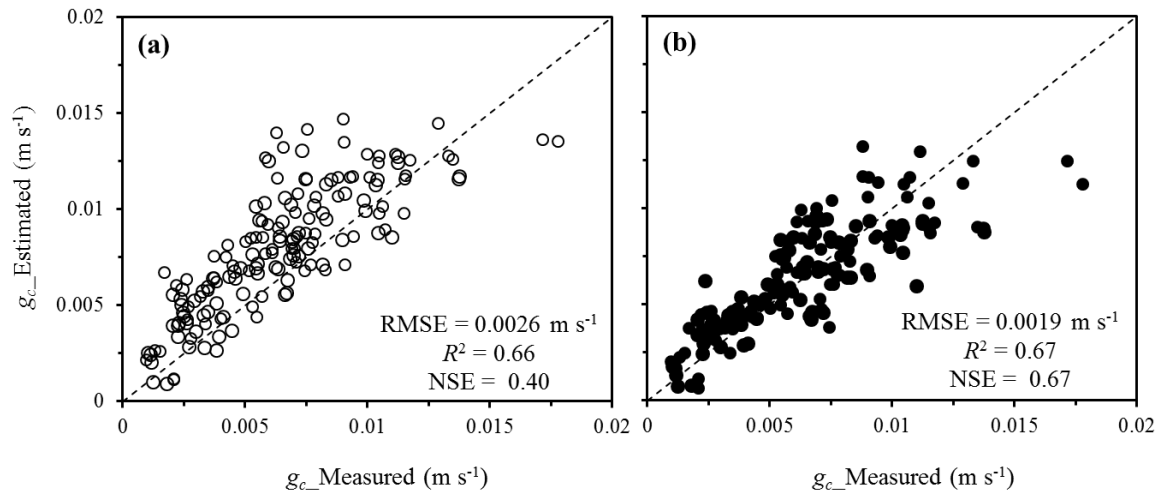 0.02
0.015
0.01
0.005
0
g_c_Estimated (m s⁻¹)
(a)
RMSE = 0.0026 m s⁻¹
R² = 0.66
NSE = 0.40
0
0.005
0.01
0.015
0.02
g_c_Measured (m s⁻¹)
(b)
RMSE = 0.0019 m s⁻¹
R² = 0.67
NSE = 0.67
0
0.005
0.01
0.015
0.02
g_c_Measured (m s⁻¹)